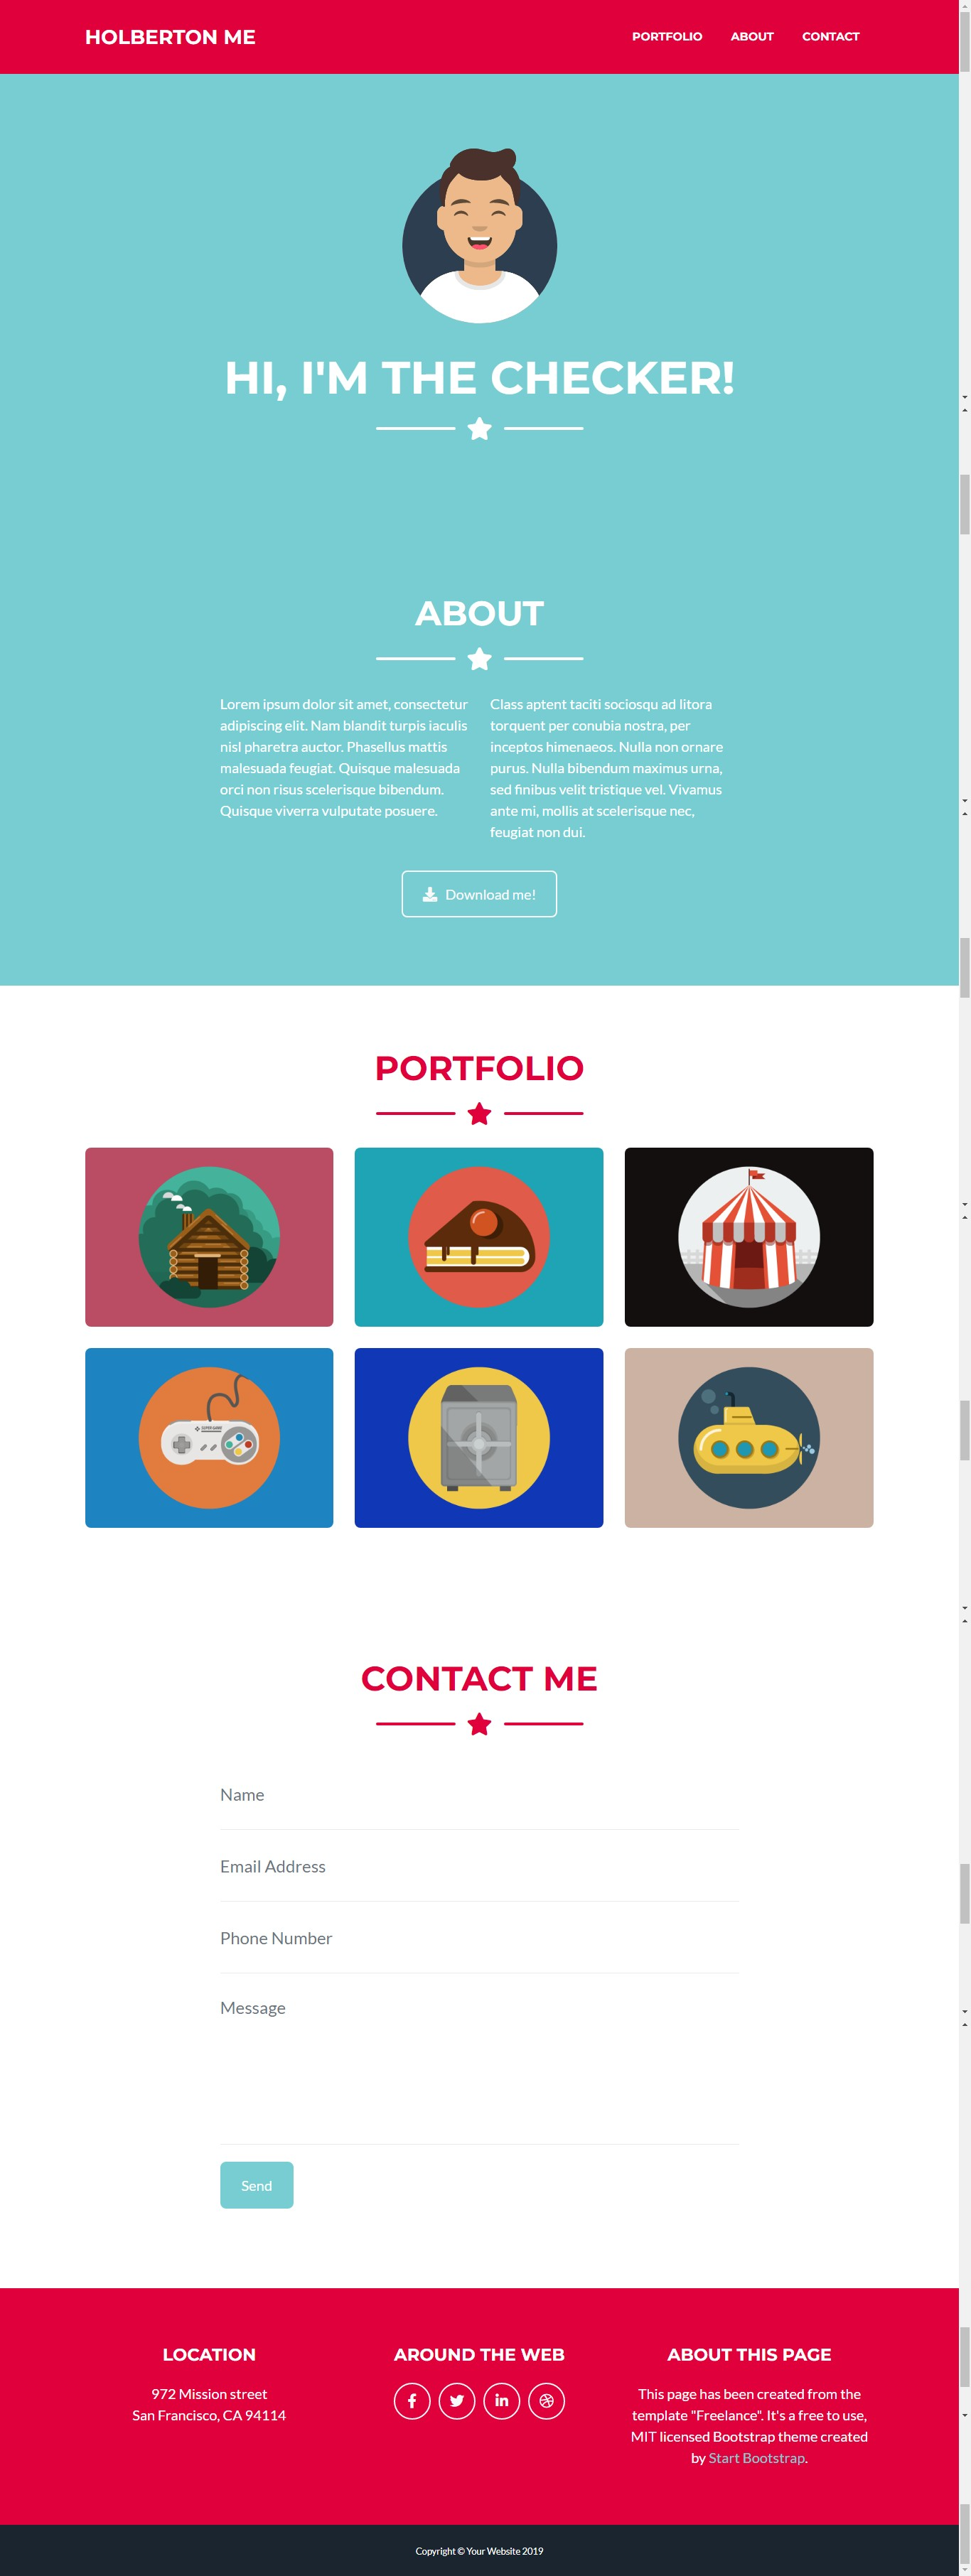 HOLBERTON ME
PORTFOLIO ABOUT CONTACT
HI, I'M THE CHECKER!
ABOUT
Lorem ipsum dolor sit amet, consectetur
adipiscing elit. Nam blandit turpis iaculis
nisl pharetra auctor. Phasellus mattis
malesuada feugiat. Quisque malesuada
orci non risus scelerisque bibendum.
Quisque viverra vulputate posuere.
Class aptent taciti sociosqu ad litora
torquent per conubia nostra, per
inceptos himenaeos. Nulla non ornare
purus. Nulla bibendum maximus urna,
sed finibus velit tristique vel. Vivamus
ante mi, mollis at scelerisque nec,
feugiat non dui.
Download me!
PORTFOLIO
SUPER GAME
CONTACT ME
Name
Email Address
Phone Number
Message
Send
LOCATION
972 Mission street
San Francisco, CA 94114
AROUND THE WEB
ABOUT THIS PAGE
This page has been created from the
template "Freelance". It's a free to use,
MIT licensed Bootstrap theme created
by Start Bootstrap.
Copyright © Your Website 2019